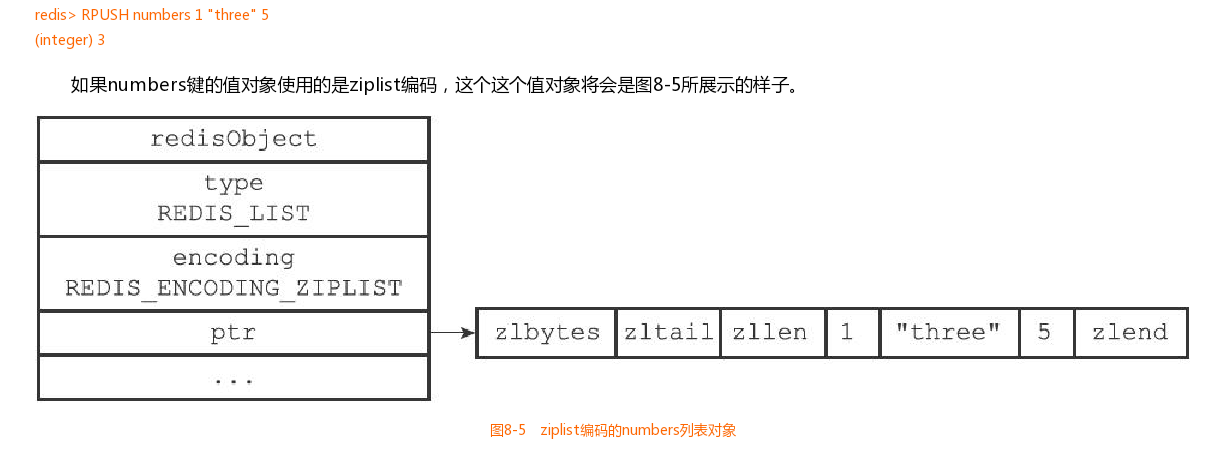 redis> RPUSH numbers 1 "three" 5
(integer) 3
如果numbers键的值对象使用的是ziplist编码，这个这个值对象将会是图8-5所展示的样子。
redisObject
type
REDIS_LIST
encoding
REDIS_ENCODING_ZIPLIST
ptr
zlbytes zltail zllen 1 "three" 5 zlend
...
图8-5 ziplist编码的numbers列表对象